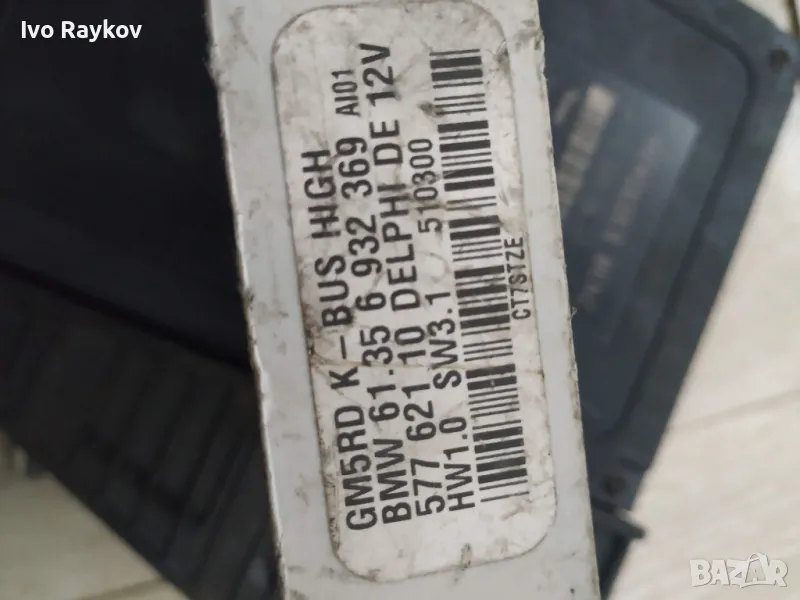 Ivo Raykov
GM5RD K-BUS HIGH
BMW 61.35 6 932 369 AI01
577 621 10 DELPHI DE 12V
HW1.0 SW3.1 510300
CT7STZE
BAZAR